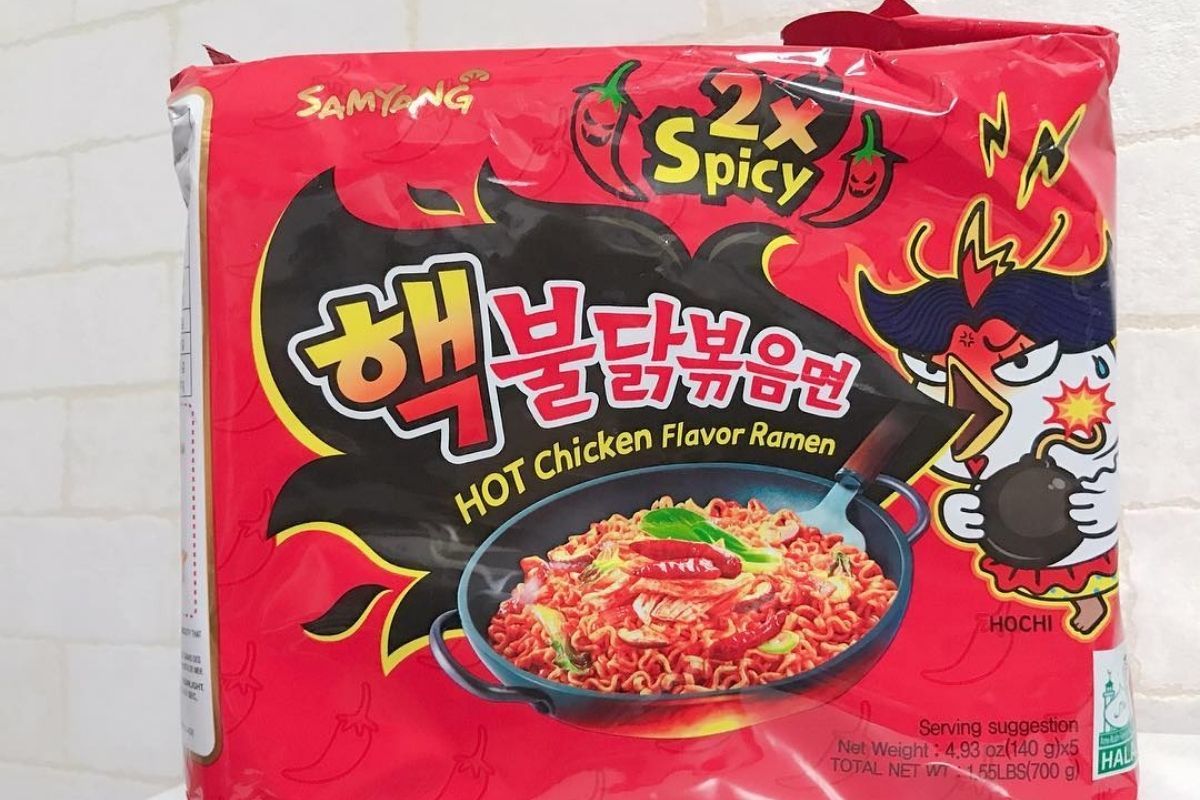 SAMYANG
2x
Spicy
핵불닭볶음면
HOT Chicken Flavor Ramen
HOCHI
Serving suggestion
Net Weight : 4.93 oz(140 g)x5
TOTAL NET WT : 1.55LBS(700 g)